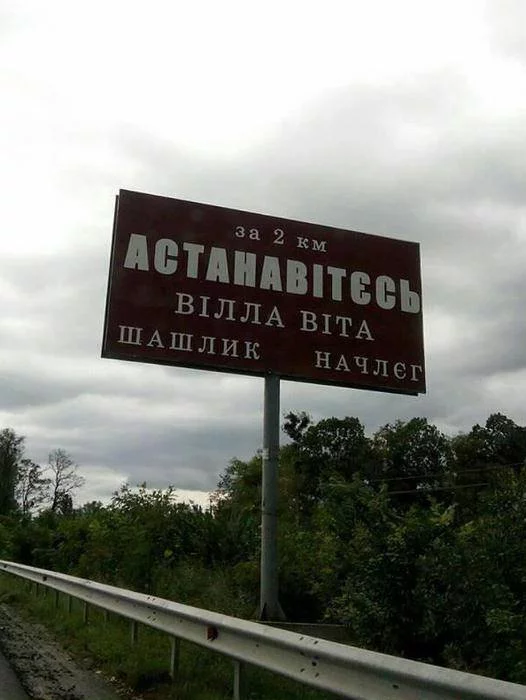 за 2 км
АСТАНАВІТЄСЬ
ВІЛЛА ВІТА
ШАШЛИК НАЧЛЄГ